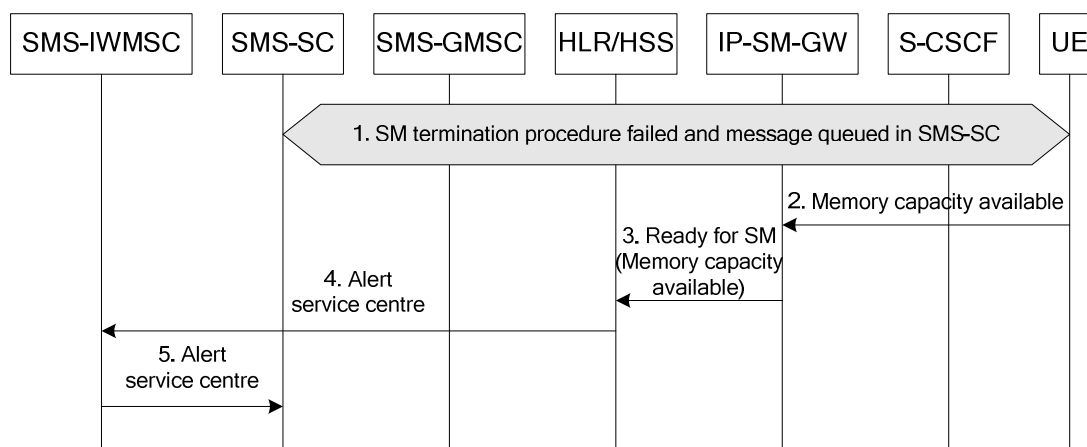 SMS-IWMSC
SMS-SC
SMS-GMSC
HLR/HSS
IP-SM-GW
S-CSCF
UE
1. SM termination procedure failed and message queued in SMS-SC
2. Memory capacity available
3. Ready for SM
(Memory capacity
available)
4. Alert
service centre
5. Alert
service centre